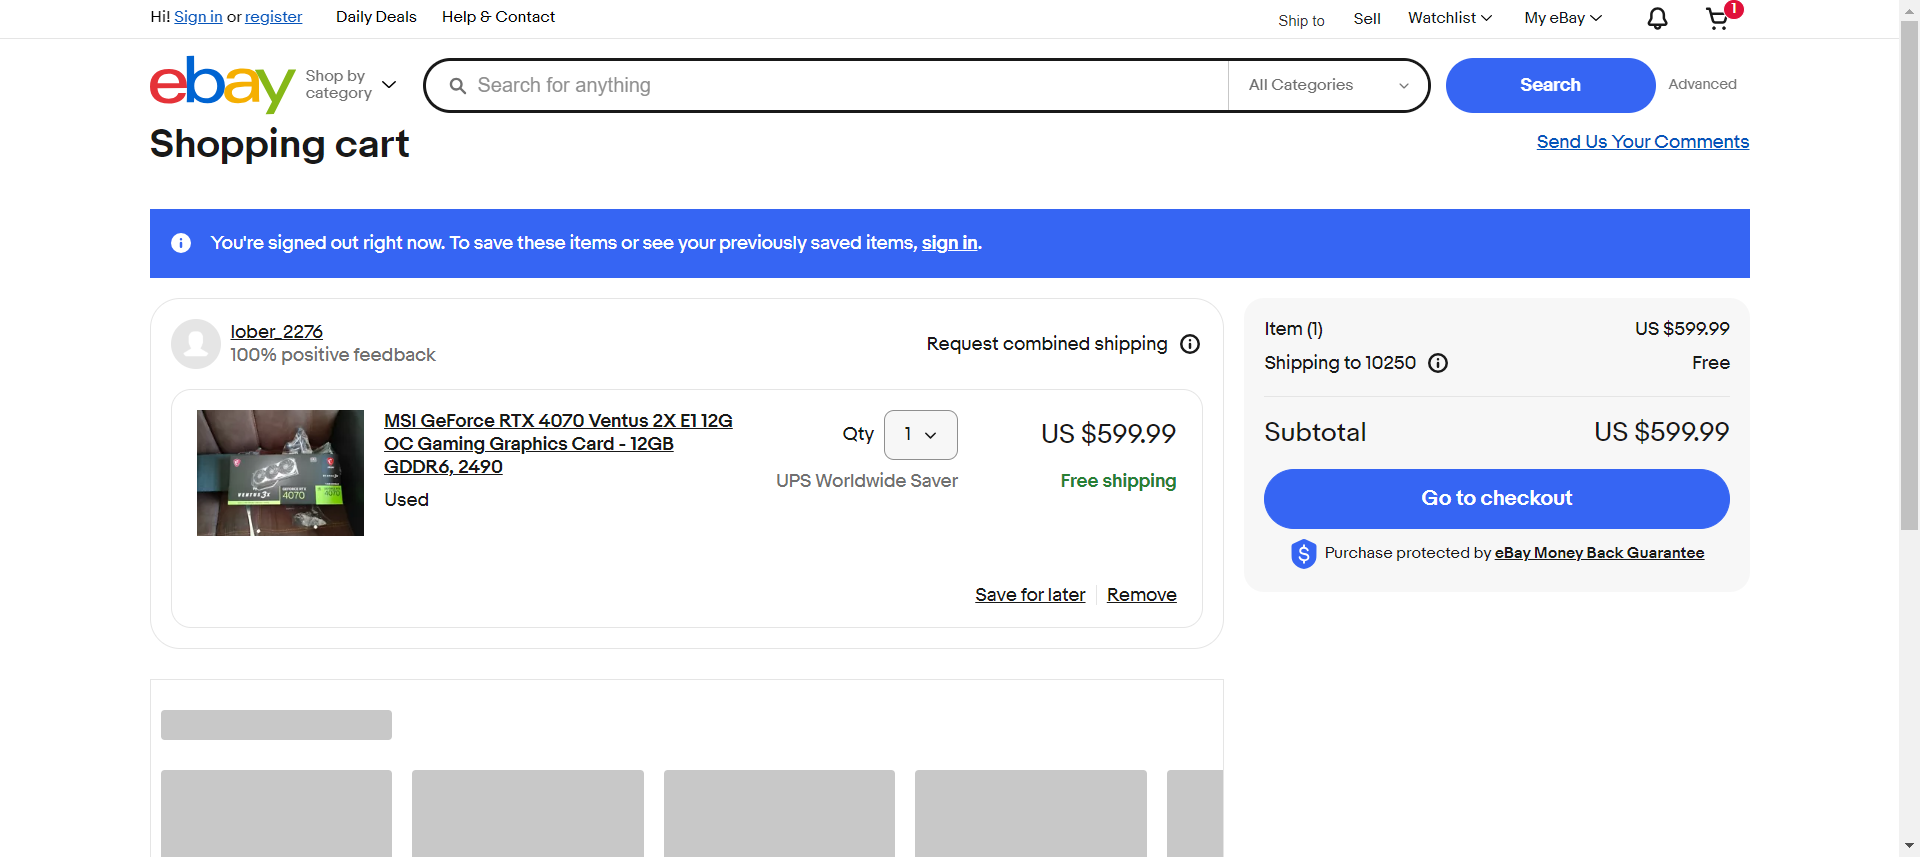 Hi! Sign in or register
Daily Deals
Help & Contact
Ship to
Sell
Watchlist
My eBay
1
ebay
Shop by
category
Search for anything
All Categories
Search
Advanced
Shopping cart
Send Us Your Comments
You're signed out right now. To save these items or see your previously saved items, sign in.
lober_2276
100% positive feedback
Request combined shipping
MSI GeForce RTX 4070 Ventus 2X E1 12G
OC Gaming Graphics Card - 12GB
GDDR6, 2490
Used
VENTUS 3X
4070
4070
Qty
1
US $599.99
UPS Worldwide Saver
Free shipping
Save for later
Remove
Item (1)
US $599.99
Shipping to 10250
Free
Subtotal
US $599.99
Go to checkout
Purchase protected by eBay Money Back Guarantee